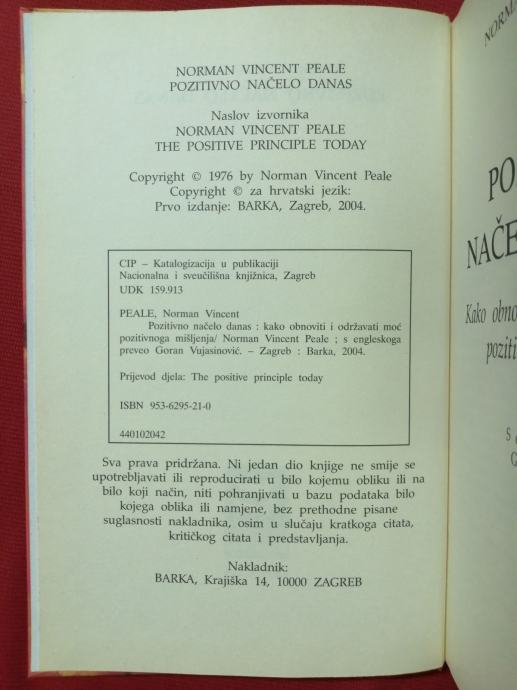 NORMAN VINCENT PEALE
POZITIVNO NAČELO DANAS
Naslov izvornika
NORMAN VINCENT PEALE
THE POSITIVE PRINCIPLE TODAY
Copyright © 1976 by Norman Vincent Peale
Copyright © za hrvatski jezik:
Prvo izdanje: BARKA, Zagreb, 2004.
CIP – Katalogizacija u publikaciji
Nacionalna i sveučilišna knjižnica, Zagreb
UDK 159.913
PEALE, Norman Vincent
Pozitivno načelo danas : kako obnoviti i održavati moć
pozitivnoga mišljenja/ Norman Vincent Peale ; s engleskoga
preveo Goran Vujasinović. – Zagreb : Barka, 2004.
Prijevod djela: The positive principle today
ISBN 953-6295-21-0
440102042
Sva prava pridržana. Ni jedan dio knjige ne smije se
upotrebljavati ili reproducirati u bilo kojemu obliku ili na
bilo koji način, niti pohranjivati u bazu podataka bilo
kojega oblika ili namjene, bez prethodne pisane
suglasnosti nakladnika, osim u slučaju kratkoga citata,
kritičkog citata i predstavljanja.
Nakladnik:
BARKA, Krajiška 14, 10000 ZAGREB
NORMA
PO
NAČE
Kako obno
poziti
S
G